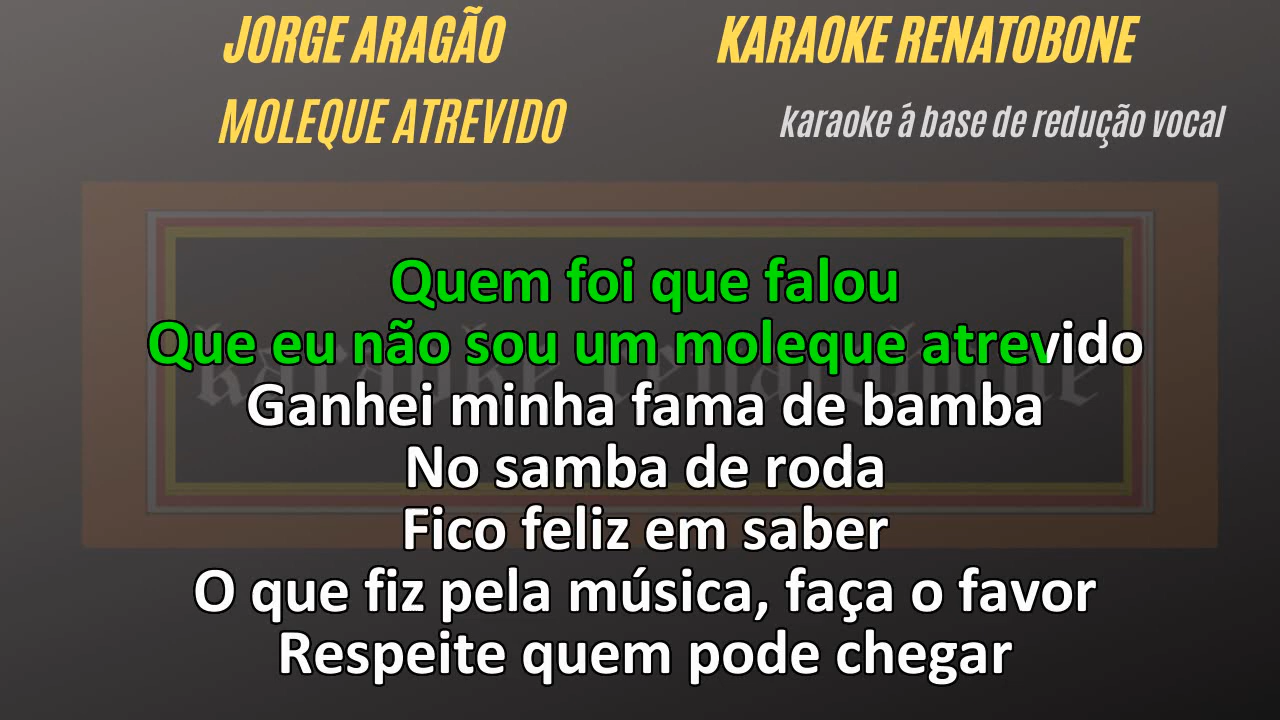 JORGE ARAGÃO
MOLEQUE ATREVIDO
KARAOKE RENATOBONE
karaoke á base de redução vocal
karaoke renatobone
Quem foi que falou
Que eu não sou um moleque atrevido
Ganhei minha fama de bamba
No samba de roda
Fico feliz em saber
O que fiz pela música, faça o favor
Respeite quem pode chegar